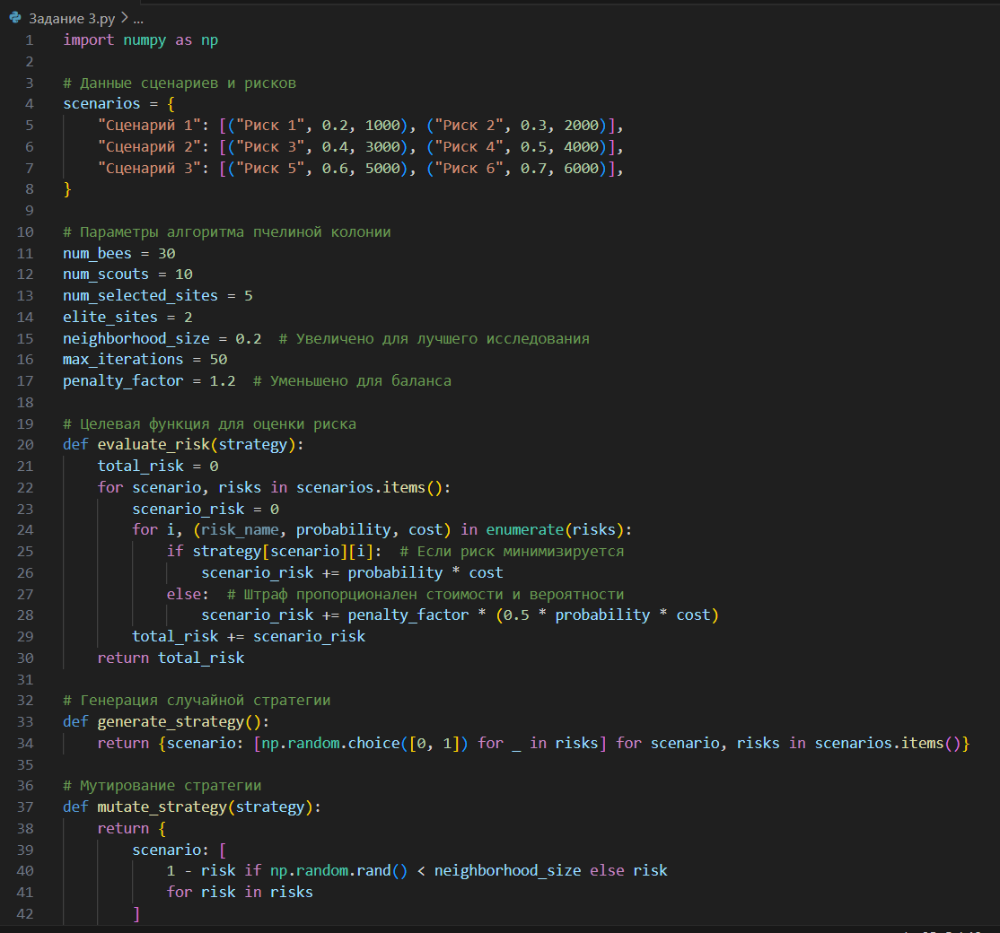 Задание 3.py > ...
1 import numpy as np
2
3 # Данные сценариев и рисков
4 scenarios = {
5     "Сценарий 1": [("Риск 1", 0.2, 1000), ("Риск 2", 0.3, 2000)],
6     "Сценарий 2": [("Риск 3", 0.4, 3000), ("Риск 4", 0.5, 4000)],
7     "Сценарий 3": [("Риск 5", 0.6, 5000), ("Риск 6", 0.7, 6000)],
8 }
9
10 # Параметры алгоритма пчелиной колонии
11 num_bees = 30
12 num_scouts = 10
13 num_selected_sites = 5
14 elite_sites = 2
15 neighborhood_size = 0.2  # Увеличено для лучшего исследования
16 max_iterations = 50
17 penalty_factor = 1.2  # Уменьшено для баланса
18
19 # Целевая функция для оценки риска
20 def evaluate_risk(strategy):
21     total_risk = 0
22     for scenario, risks in scenarios.items():
23         scenario_risk = 0
24         for i, (risk_name, probability, cost) in enumerate(risks):
25             if strategy[scenario][i]:  # Если риск минимизируется
26                 scenario_risk += probability * cost
27             else:  # Штраф пропорционален стоимости и вероятности
28                 scenario_risk += penalty_factor * (0.5 * probability * cost)
29         total_risk += scenario_risk
30     return total_risk
31
32 # Генерация случайной стратегии
33 def generate_strategy():
34     return {scenario: [np.random.choice([0, 1]) for _ in risks] for scenario, risks in scenarios.items()}
35
36 # Мутирование стратегии
37 def mutate_strategy(strategy):
38     return {
39         scenario: [
40             1 - risk if np.random.rand() < neighborhood_size else risk
41             for risk in risks
42         ]